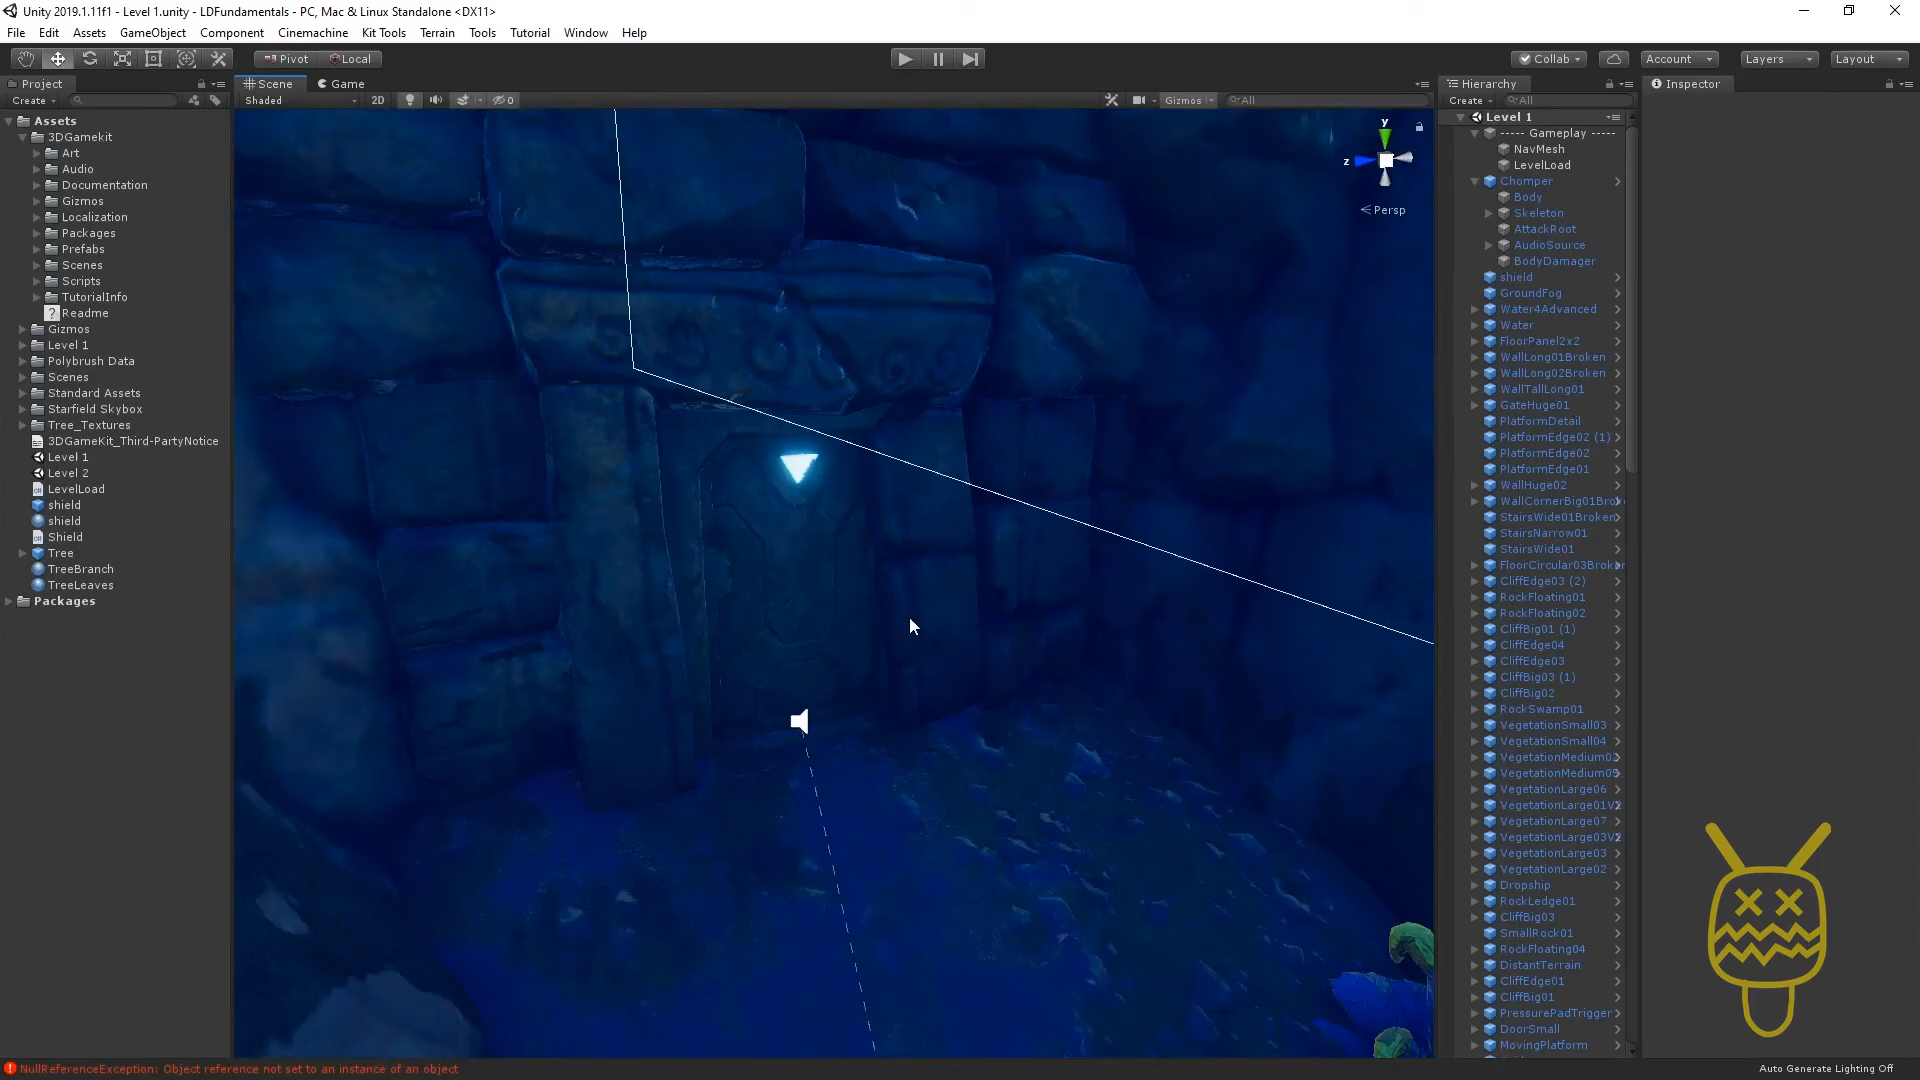 Unity 2019.1.11f1 - Level 1.unity - LDFundamentals - PC, Mac & Linux Standalone <DX11>
File Edit Assets GameObject Component Cinemachine Kit Tools Terrain Tools Tutorial Window Help
Pivot Local Collab Account Layers Layout
Project
Create
Assets
3DGamekit
Art
Audio
Documentation
Gizmos
Localization
Packages
Prefabs
Scenes
Scripts
TutorialInfo
Readme
Gizmos
Level 1
Polybrush Data
Scenes
Standard Assets
Starfield Skybox
Tree_Textures
3DGameKit_Third-PartyNotice
Level 1
Level 2
LevelLoad
shield
shield
Shield
Tree
TreeBranch
TreeLeaves
Packages
Scene Game
Shaded 2D 0 Gizmos All
y
z
Persp
Hierarchy
Create All
Level 1
----- Gameplay -----
NavMesh
LevelLoad
Chomper
Body
Skeleton
AttackRoot
AudioSource
BodyDamager
shield
GroundFog
Water4Advanced
Water
FloorPanel2x2
WallLong01Broken
WallLong02Broken
WallTallLong01
GateHuge01
PlatformDetail
PlatformEdge02 (1)
PlatformEdge02
PlatformEdge01
WallHuge02
WallCornerBig01Brok
StairsWide01Broken
StairsNarrow01
StairsWide01
FloorCircular03Broke
CliffEdge03 (2)
RockFloating01
RockFloating02
CliffBig01 (1)
CliffEdge04
CliffEdge03
CliffBig03 (1)
CliffBig02
RockSwamp01
VegetationSmall03
VegetationSmall04
VegetationMedium02
VegetationMedium05
VegetationLarge06
VegetationLarge01V2
VegetationLarge07
VegetationLarge03V2
VegetationLarge03
VegetationLarge02
Dropship
RockLedge01
CliffBig03
SmallRock01
RockFloating04
DistantTerrain
CliffEdge01
CliffBig01
PressurePadTrigger
DoorSmall
MovingPlatform
Inspector
NullReferenceException: Object reference not set to an instance of an object
Auto Generate Lighting Off